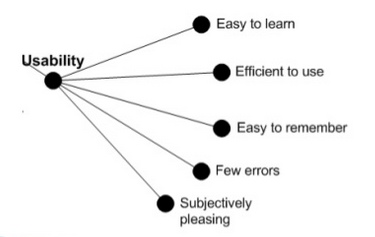 Easy to learn
Usability
Efficient to use
Easy to remember
Few errors
Subjectively
pleasing